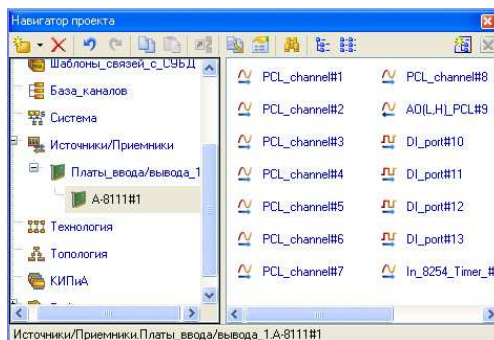 Навигатор проекта
Шаблоны_связей_с_СУБД
База_каналов
Система
Источники/Приемники
Платы_ввода/вывода_1
A-8111#1
Технология
Топология
КИПиА
PCL_channel#1
PCL_channel#2
PCL_channel#3
PCL_channel#4
PCL_channel#5
PCL_channel#6
PCL_channel#7
PCL_channel#8
AO(L,H)_PCL#9
DI_port#10
DI_port#11
DI_port#12
DI_port#13
In_8254_Timer_#
Источники/Приемники.Платы_ввода/вывода_1.A-8111#1